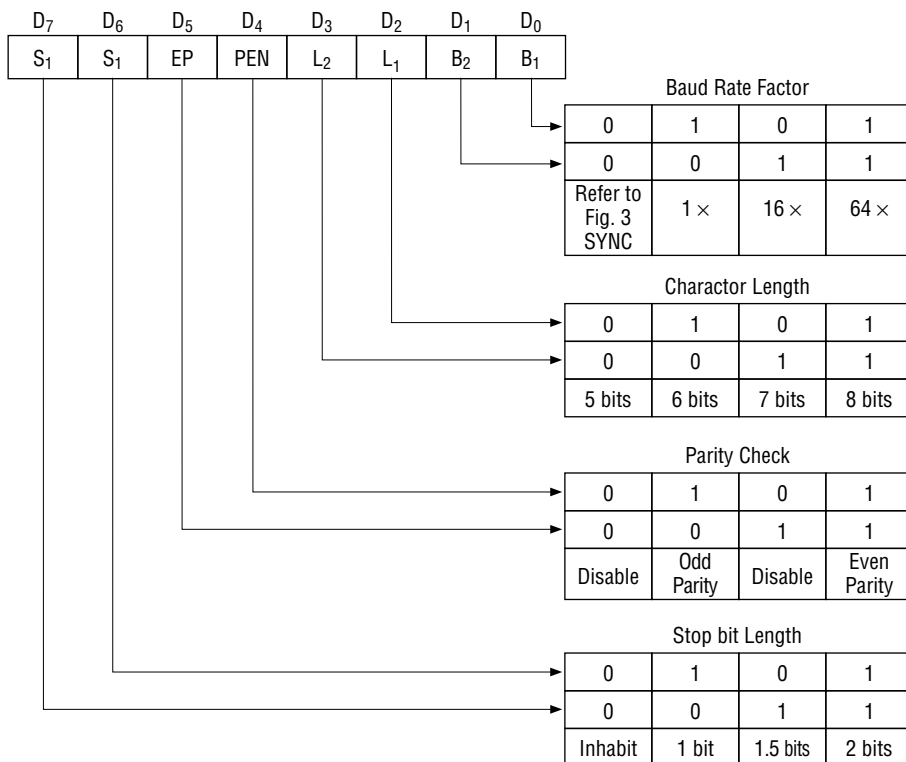 D₇ D₆ D₅ D₄ D₃ D₂ D₁ D₀
S₁ S₁ EP PEN L₂ L₁ B₂ B₁
Baud Rate Factor
0 1 0 1
0 0 1 1
Refer to Fig. 3 SYNC 1 × 16 × 64 ×
Charactor Length
0 1 0 1
0 0 1 1
5 bits 6 bits 7 bits 8 bits
Parity Check
0 1 0 1
0 0 1 1
Disable Odd Parity Disable Even Parity
Stop bit Length
0 1 0 1
0 0 1 1
Inhabit 1 bit 1.5 bits 2 bits